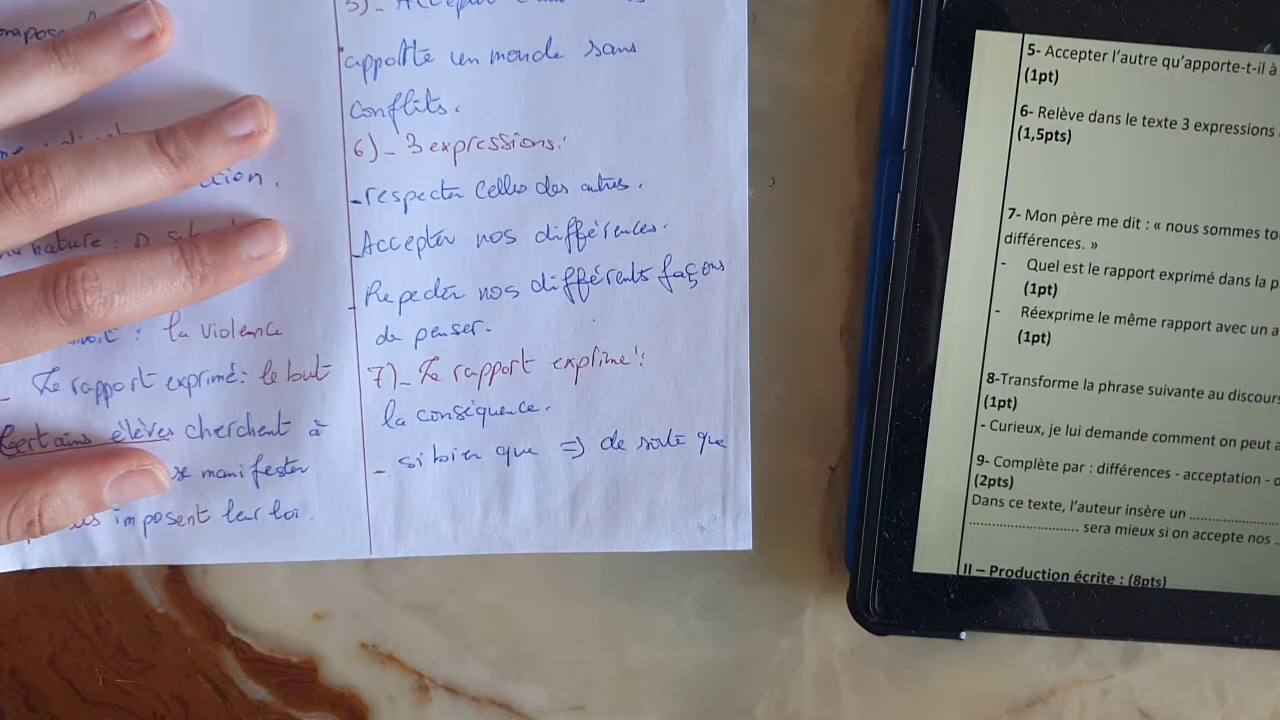 ction.
nature :
: la violence
- Le rapport exprimé: le but
Certains élèves cherchent à
se manifester
imposent leur loi.
5)-
apporte un monde sans
conflits.
6)- 3 expressions:
- respecter celles des autres.
- Accepter nos différences.
- Repecter nos différents façons
de penser.
7)- Le rapport explime:
la conséquence.
- si bien que => de sorte que
5- Accepter l'autre qu'apporte-t-il à
(1pt)
6- Relève dans le texte 3 expressions
(1,5pts)
7- Mon père me dit : « nous sommes to
différences. »
- Quel est le rapport exprimé dans la p
(1pt)
- Réexprime le même rapport avec un a
(1pt)
8-Transforme la phrase suivante au discours
(1pt)
- Curieux, je lui demande comment on peut a
9- Complète par : différences - acceptation - d
(2pts)
Dans ce texte, l'auteur insère un ...................
............................ sera mieux si on accepte nos ..
II – Production écrite : (8pts)